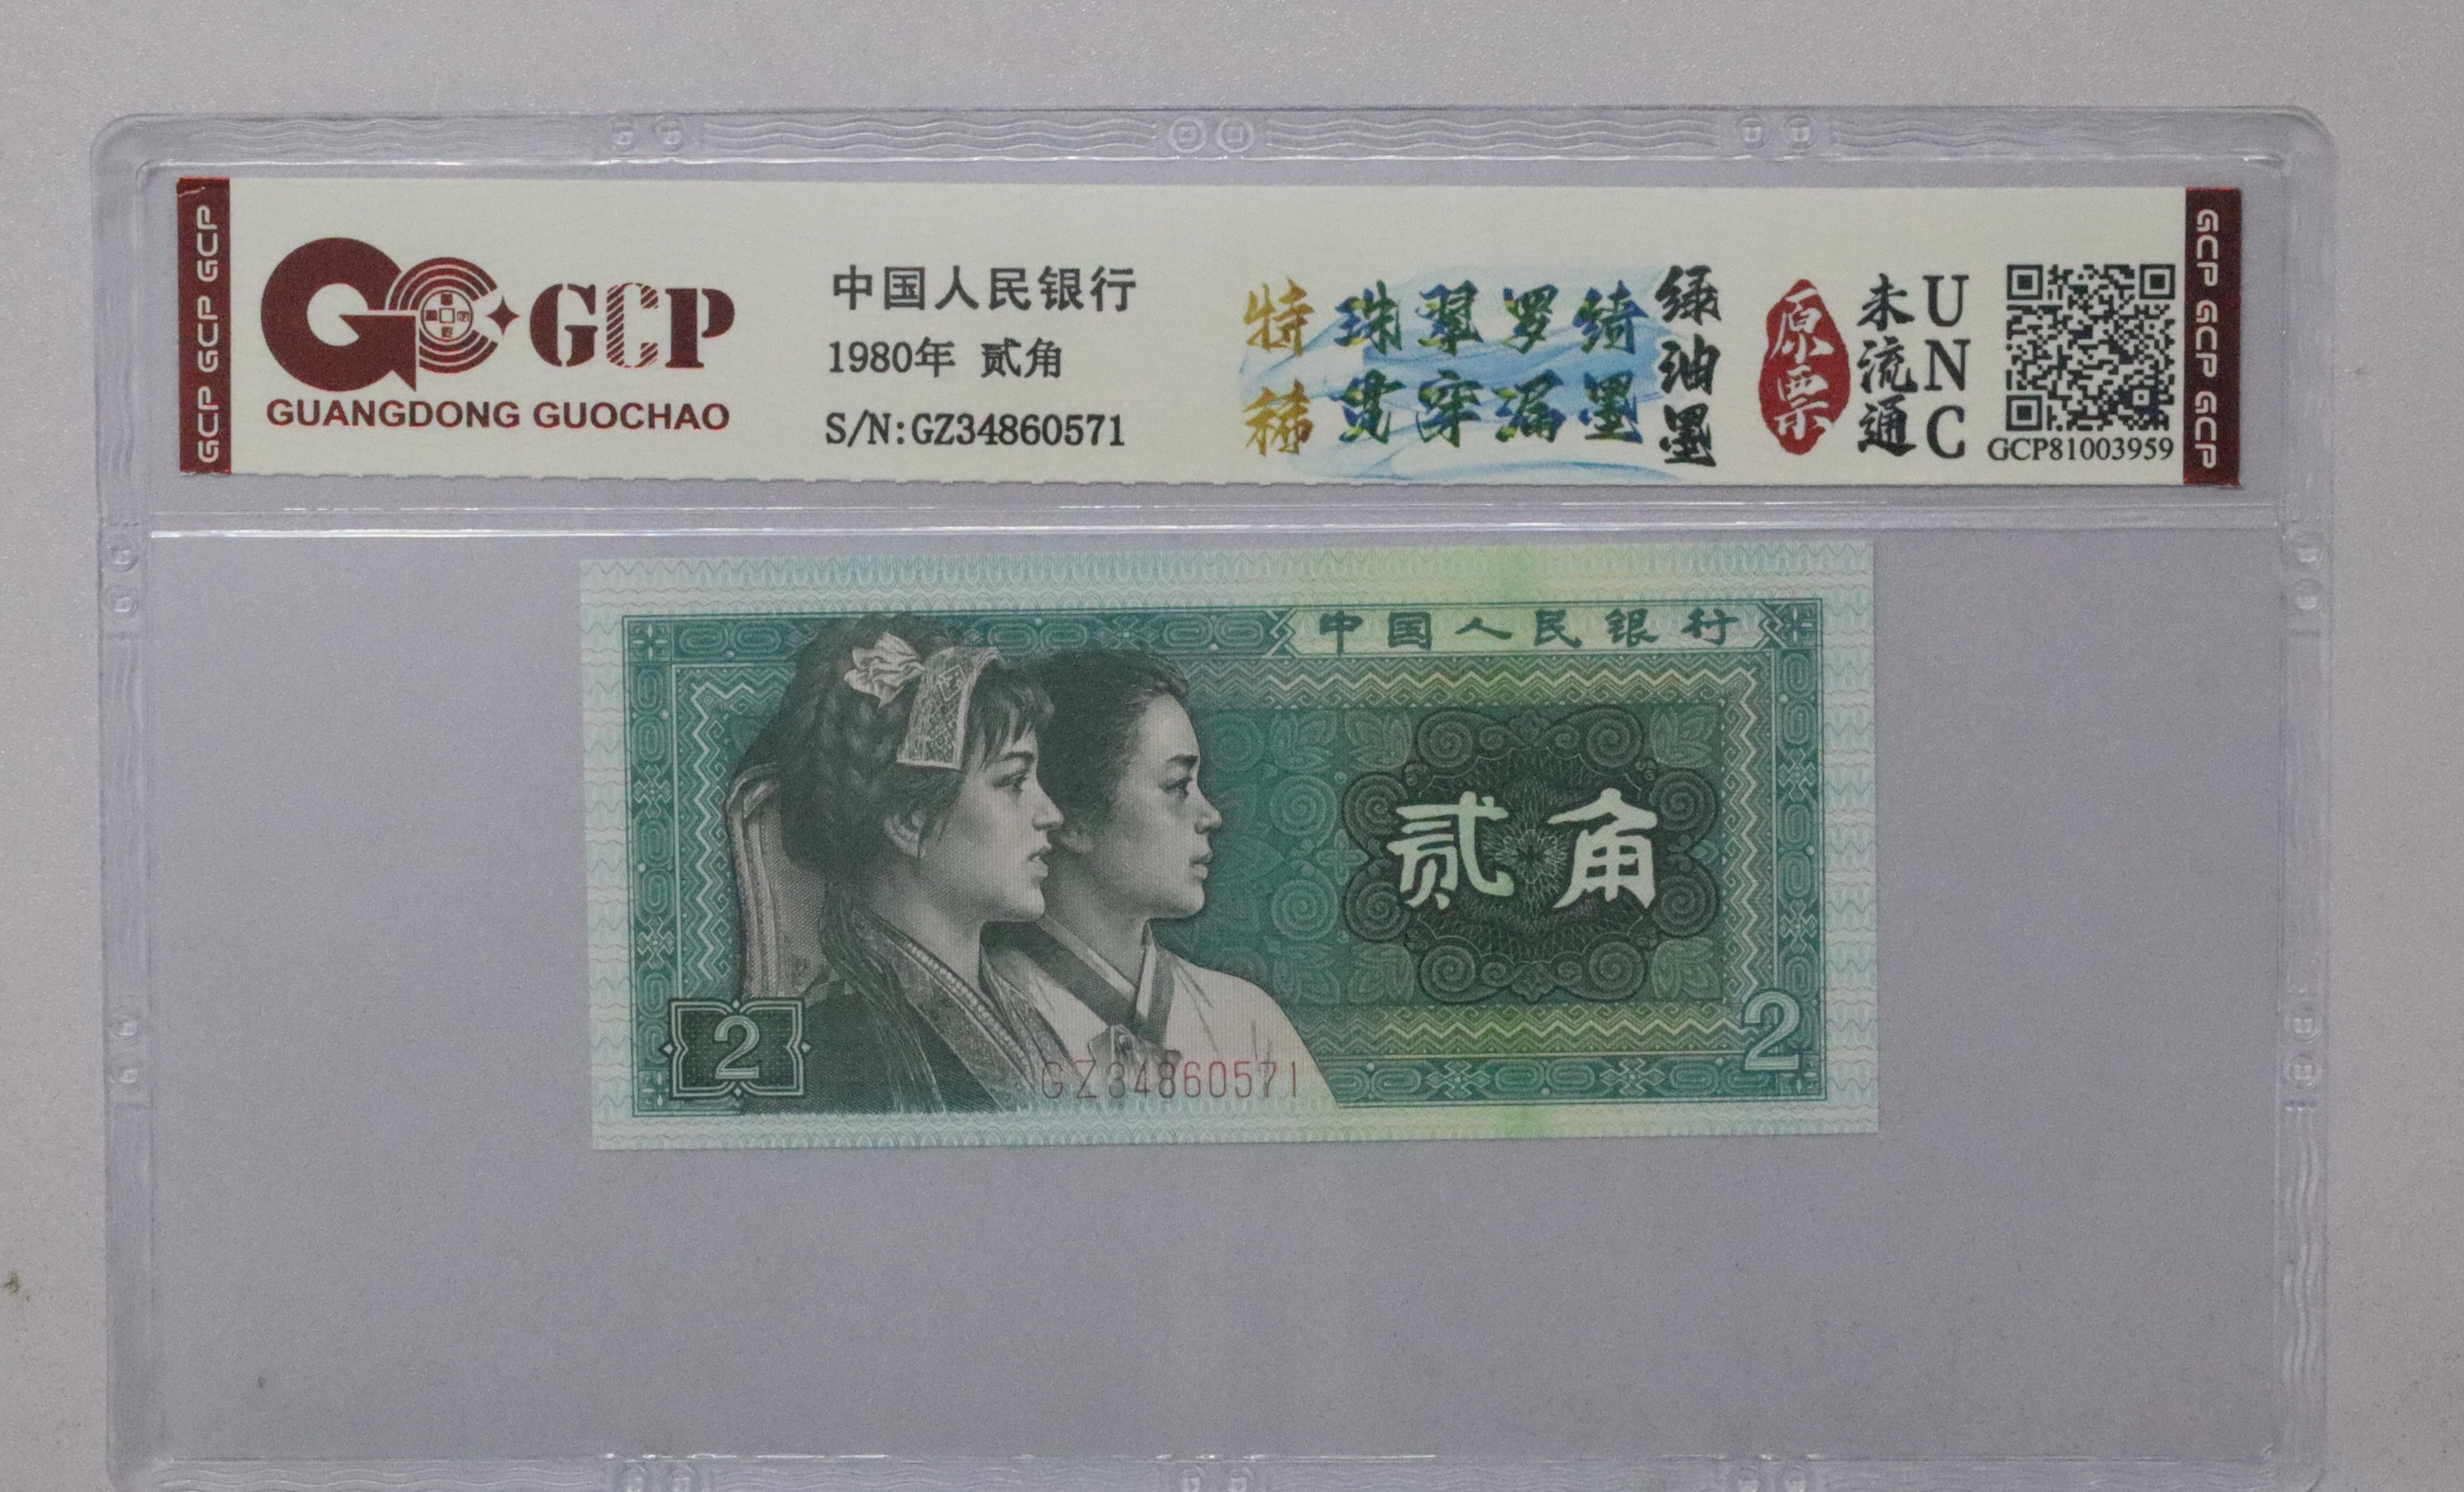 GCP GCP GCP
GCP
GUANGDONG GUOCHAO
中国人民银行
1980年 贰角
S/N:GZ34860571
特稀
珠翠罗绮
贯穿漏墨
绿油墨
原票
未流通
UNC
GCP81003959
GCP GCP GCP
中国人民银行
贰角
2
2
GZ34860571